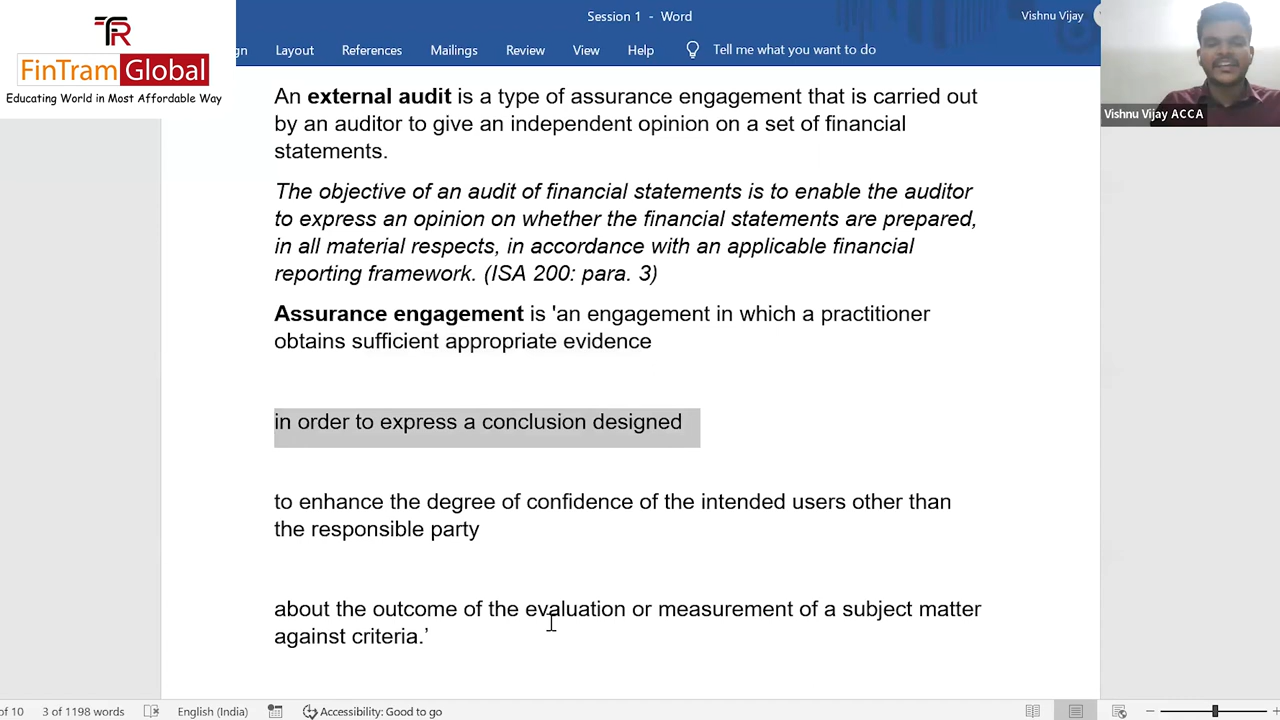 Session 1 - Word
Vishnu Vijay
TR
FinTram Global
Educating World in Most Affordable Way
Layout References Mailings Review View Help Tell me what you want to do
Vishnu Vijay ACCA
An external audit is a type of assurance engagement that is carried out
by an auditor to give an independent opinion on a set of financial
statements.
The objective of an audit of financial statements is to enable the auditor
to express an opinion on whether the financial statements are prepared,
in all material respects, in accordance with an applicable financial
reporting framework. (ISA 200: para. 3)
Assurance engagement is 'an engagement in which a practitioner
obtains sufficient appropriate evidence
in order to express a conclusion designed
to enhance the degree of confidence of the intended users other than
the responsible party
about the outcome of the evaluation or measurement of a subject matter
against criteria.’
of 10 3 of 1198 words English (India) Accessibility: Good to go